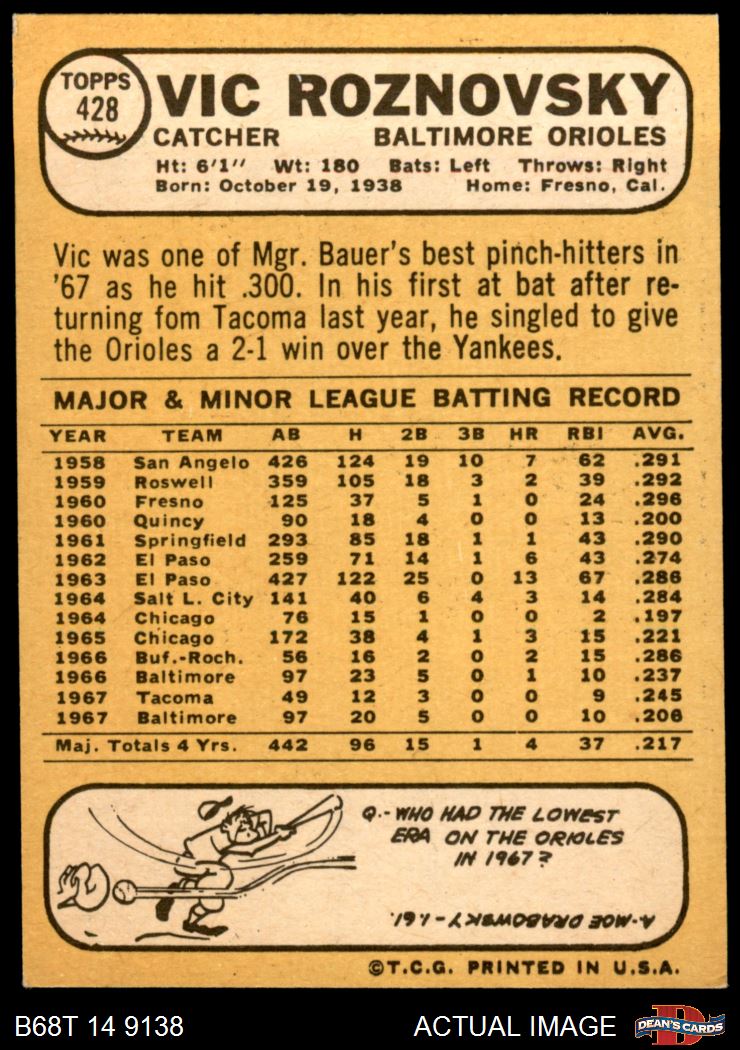 TOPPS
428
VIC ROZNOVSKY
CATCHER BALTIMORE ORIOLES
Ht: 6'1" Wt: 180 Bats: Left Throws: Right
Born: October 19, 1938 Home: Fresno, Cal.
Vic was one of Mgr. Bauer's best pinch-hitters in
'67 as he hit .300. In his first at bat after re-
turning fom Tacoma last year, he singled to give
the Orioles a 2-1 win over the Yankees.
MAJOR & MINOR LEAGUE BATTING RECORD
YEAR TEAM AB H 2B 3B HR RBI AVG.
1958 San Angelo 426 124 19 10 7 62 .291
1959 Roswell 359 105 18 3 2 39 .292
1960 Fresno 125 37 5 1 0 24 .296
1960 Quincy 90 18 4 0 0 13 .200
1961 Springfield 293 85 18 1 1 43 .290
1962 El Paso 259 71 14 1 6 43 .274
1963 El Paso 427 122 25 0 13 67 .286
1964 Salt L. City 141 40 6 4 3 14 .284
1964 Chicago 76 15 1 0 0 2 .197
1965 Chicago 172 38 4 1 3 15 .221
1966 Buf.-Roch. 56 16 2 0 2 15 .286
1966 Baltimore 97 23 5 0 1 10 .237
1967 Tacoma 49 12 3 0 0 9 .245
1967 Baltimore 97 20 5 0 0 10 .206
Maj. Totals 4 Yrs. 442 96 15 1 4 37 .217
Q.- WHO HAD THE LOWEST
ERA ON THE ORIOLES
IN 1967?
A-MOE DRABOWSKY-1.61.
©T.C.G. PRINTED IN U.S.A.
B68T 14 9138 ACTUAL IMAGE
D
DEAN'S CARDS